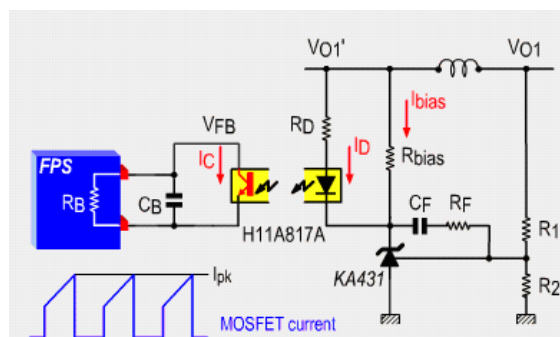 VO1'
VO1
Ibias
VFB
RD
ID
Rbias
FPS
IC
RB
CB
CF
RF
H11A817A
R1
KA431
R2
Ipk
MOSFET current